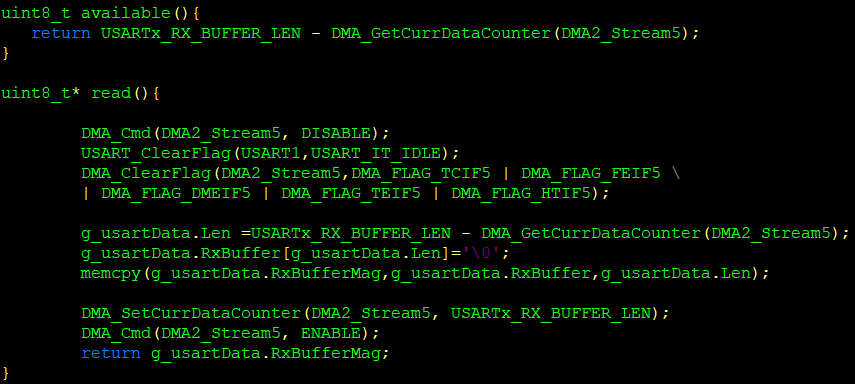 uint8_t available(){
   return USARTx_RX_BUFFER_LEN - DMA_GetCurrDataCounter(DMA2_Stream5);
}

uint8_t* read(){

        DMA_Cmd(DMA2_Stream5, DISABLE);
        USART_ClearFlag(USART1,USART_IT_IDLE);
        DMA_ClearFlag(DMA2_Stream5,DMA_FLAG_TCIF5 | DMA_FLAG_FEIF5 \
        | DMA_FLAG_DMEIF5 | DMA_FLAG_TEIF5 | DMA_FLAG_HTIF5);

        g_usartData.Len =USARTx_RX_BUFFER_LEN - DMA_GetCurrDataCounter(DMA2_Stream5);
        g_usartData.RxBuffer[g_usartData.Len]='\0';
        memcpy(g_usartData.RxBufferMag,g_usartData.RxBuffer,g_usartData.Len);

        DMA_SetCurrDataCounter(DMA2_Stream5, USARTx_RX_BUFFER_LEN);
        DMA_Cmd(DMA2_Stream5, ENABLE);
        return g_usartData.RxBufferMag;
}